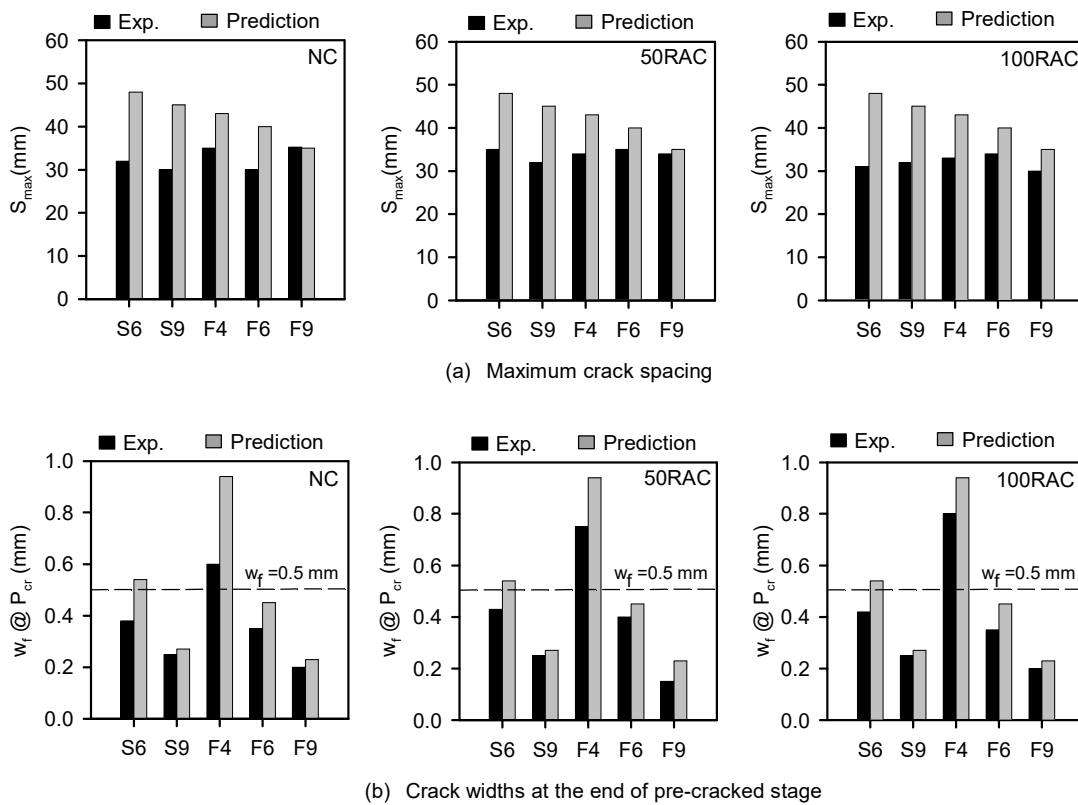 Exp. Prediction
NC
S_max(mm)
60
50
40
30
20
10
0
S6 S9 F4 F6 F9
Exp. Prediction
50RAC
S_max(mm)
60
50
40
30
20
10
0
S6 S9 F4 F6 F9
Exp. Prediction
100RAC
S_max(mm)
60
50
40
30
20
10
0
S6 S9 F4 F6 F9
(a) Maximum crack spacing
Exp. Prediction
NC
w_f @ P_cr (mm)
1.0
0.8
0.6
0.4
0.2
0.0
w_f =0.5 mm
S6 S9 F4 F6 F9
Exp. Prediction
50RAC
w_f @ P_cr (mm)
1.0
0.8
0.6
0.4
0.2
0.0
w_f =0.5 mm
S6 S9 F4 F6 F9
Exp. Prediction
100RAC
w_f @ P_cr (mm)
1.0
0.8
0.6
0.4
0.2
0.0
w_f =0.5 mm
S6 S9 F4 F6 F9
(b) Crack widths at the end of pre-cracked stage